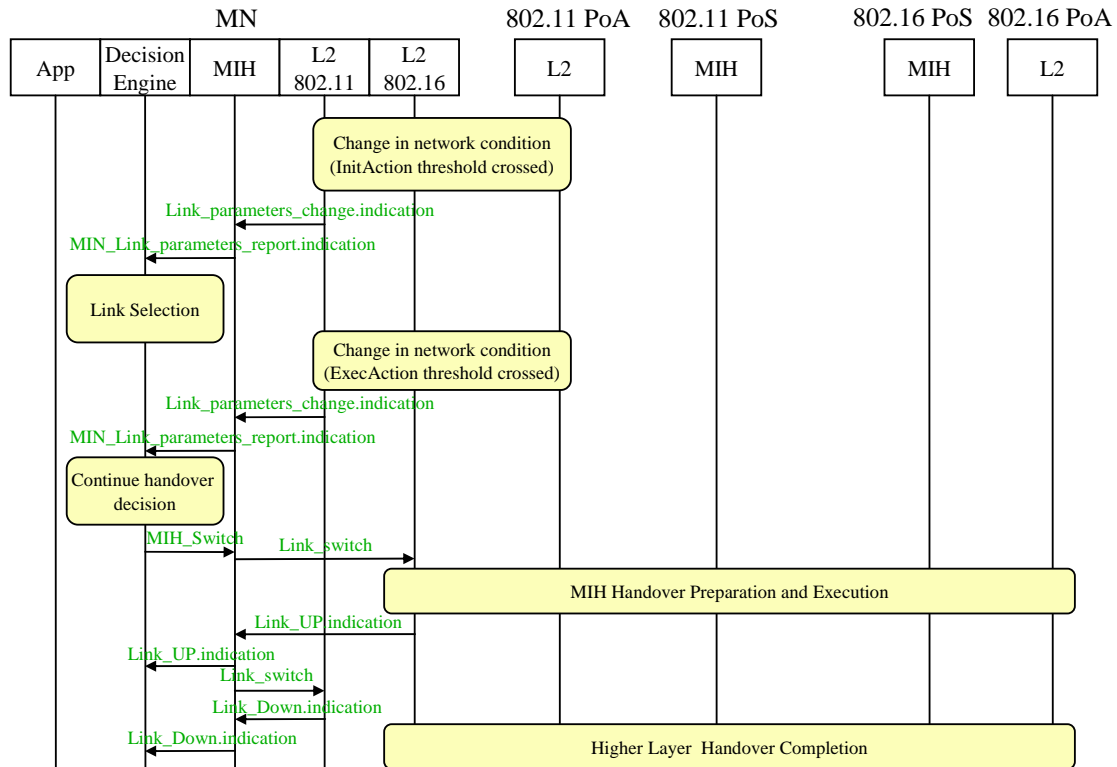 MN
802.11 PoA
802.11 PoS
802.16 PoS
802.16 PoA
App
Decision
Engine
MIH
L2
802.11
L2
802.16
L2
MIH
MIH
L2
Change in network condition
(InitAction threshold crossed)
Link_parameters_change.indication
MIN_Link_parameters_report.indication
Link Selection
Change in network condition
(ExecAction threshold crossed)
Link_parameters_change.indication
MIN_Link_parameters_report.indication
Continue handover
decision
MIH_Switch
Link_switch
MIH Handover Preparation and Execution
Link_UP.indication
Link_UP.indication
Link_switch
Link_Down.indication
Link_Down.indication
Higher Layer Handover Completion